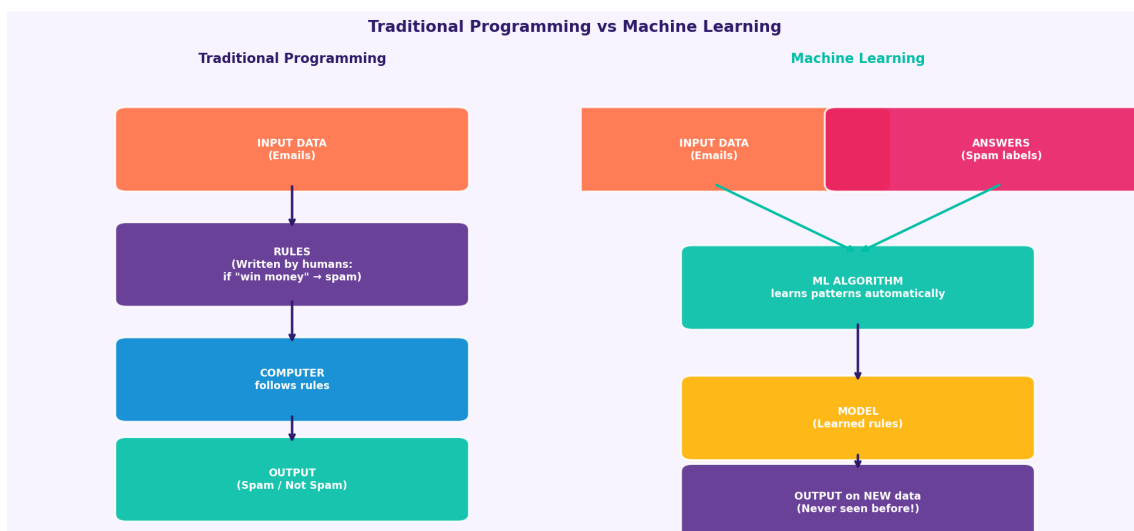 Traditional Programming vs Machine Learning
Traditional Programming
INPUT DATA
(Emails)
RULES
(Written by humans:
if "win money" → spam)
COMPUTER
follows rules
OUTPUT
(Spam / Not Spam)
Machine Learning
INPUT DATA
(Emails)
ANSWERS
(Spam labels)
ML ALGORITHM
learns patterns automatically
MODEL
(Learned rules)
OUTPUT on NEW data
(Never seen before!)